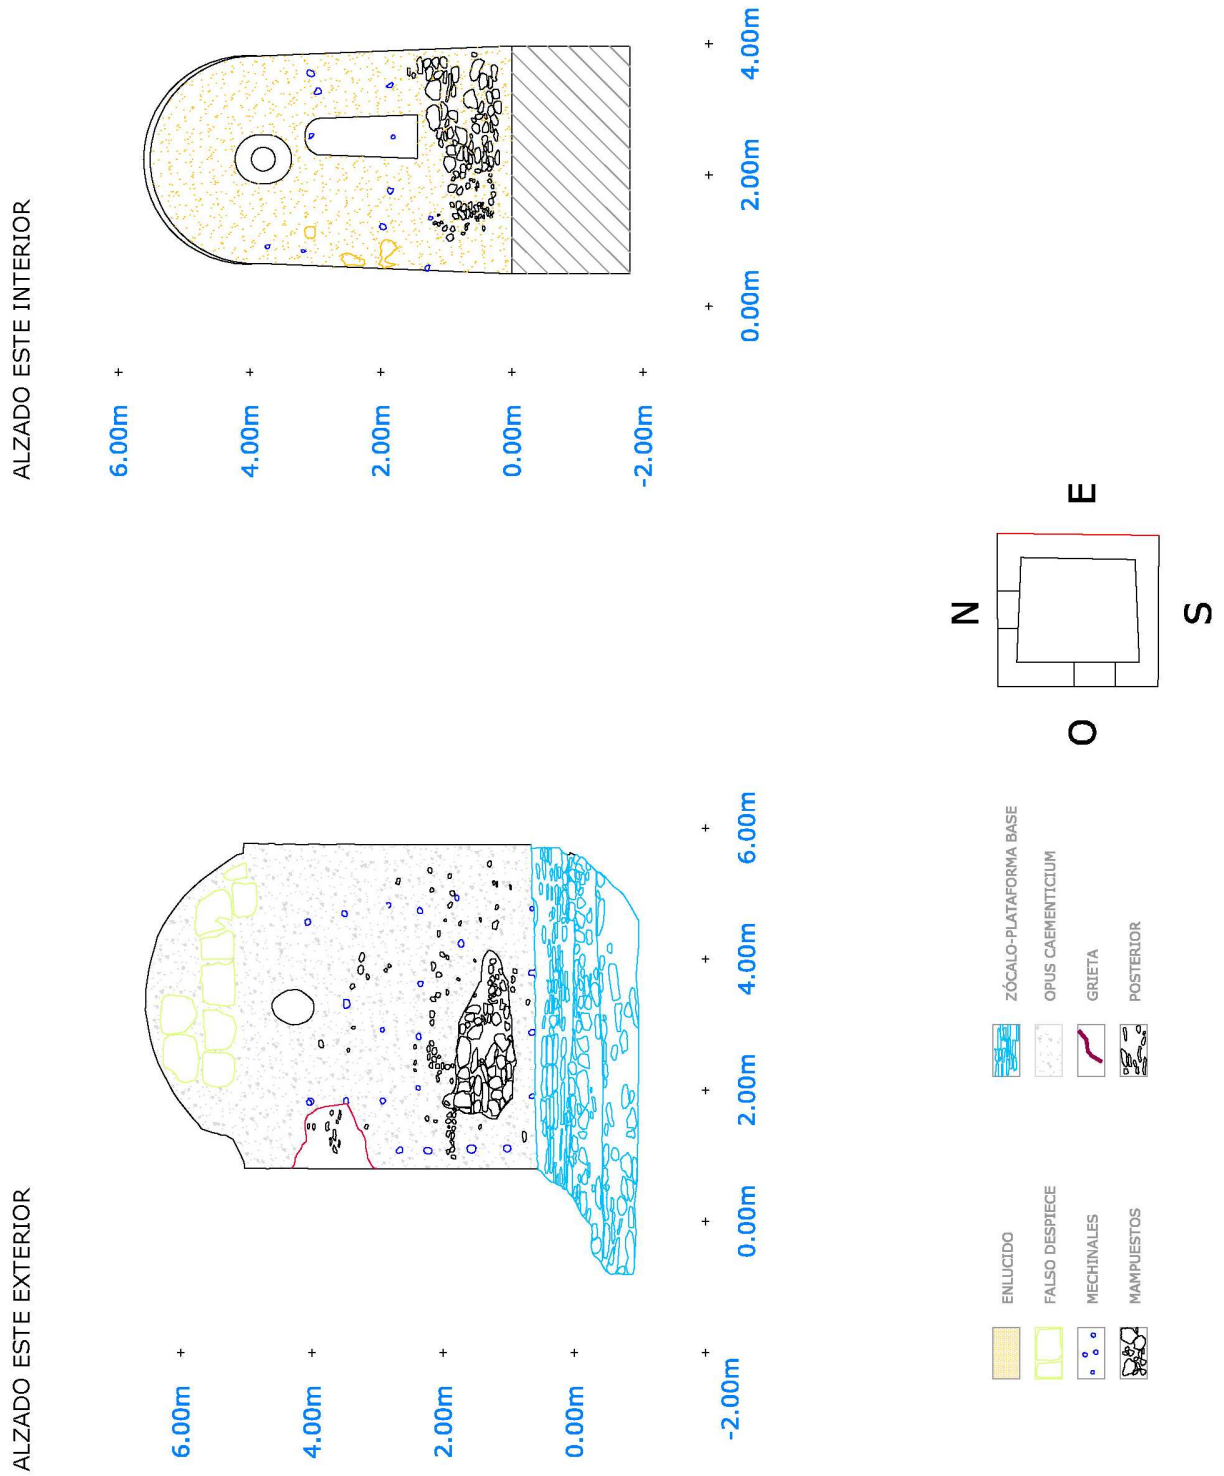 ALZADO ESTE EXTERIOR
6.00m
4.00m
2.00m
0.00m
-2.00m
0.00m
2.00m
4.00m
6.00m
ALZADO ESTE INTERIOR
6.00m
4.00m
2.00m
0.00m
-2.00m
0.00m
2.00m
4.00m
ENLUCIDO
FALSO DESPIECE
MECHINALES
MAMPUESTOS
ZÓCALO-PLATAFORMA BASE
OPUS CAEMENTICIUM
GRIETA
POSTERIOR
N
E
O
S